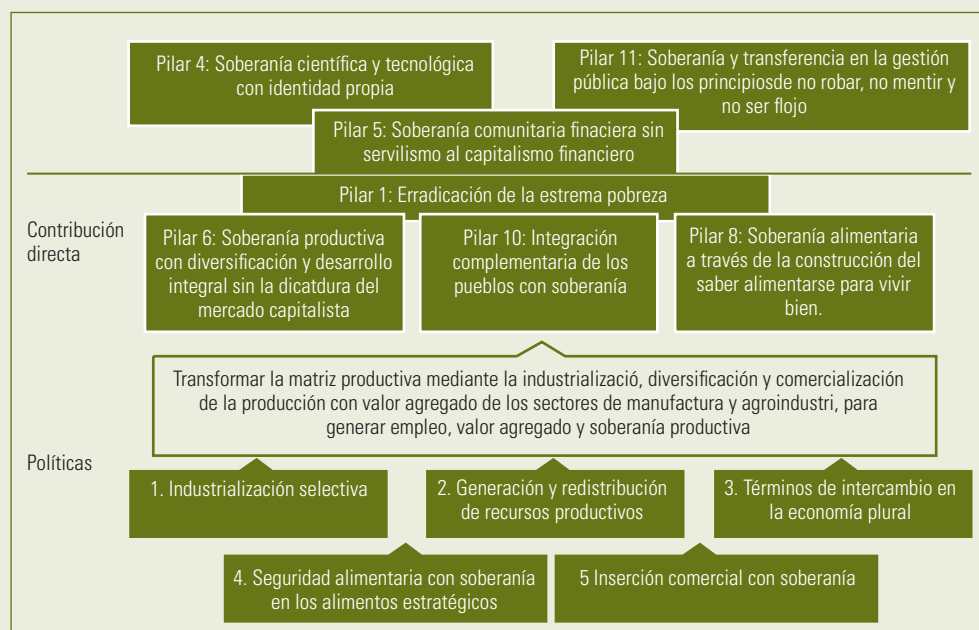 Pilar 4: Soberanía científica y tecnológica
con identidad propia
Pilar 11: Soberanía y transferencia en la gestión
pública bajo los principiosde no robar, no mentir y
no ser flojo
Pilar 5: Soberanía comunitaria finaciera sin
servilismo al capitalismo financiero
Pilar 1: Erradicación de la estrema pobreza
Contribución
directa
Pilar 6: Soberanía productiva
con diversificación y desarrollo
integral sin la dicatdura del
mercado capitalista
Pilar 10: Integración
complementaria de los
pueblos con soberanía
Pilar 8: Soberanía alimentaria
a través de la construcción del
saber alimentarse para vivir
bien.
Transformar la matriz productiva mediante la industrializació, diversificación y comercialización
de la producción con valor agregado de los sectores de manufactura y agroindustri, para
generar empleo, valor agregado y soberanía productiva
Políticas
1. Industrialización selectiva
2. Generación y redistribución
de recursos productivos
3. Términos de intercambio en
la economía plural
4. Seguridad alimentaria con soberanía
en los alimentos estratégicos
5 Inserción comercial con soberanía